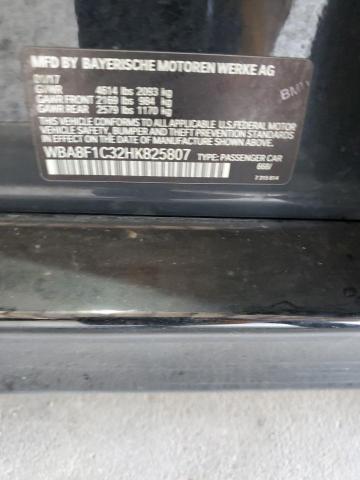 MFD BY BAYERISCHE MOTOREN WERKE AG
01/17
GVWR 4614 lbs 2093 kg
GAWR FRONT 2169 lbs 984 kg
GAWR REAR 2579 lbs 1170 kg
THIS VEHICLE CONFORMS TO ALL APPLICABLE
U.S. FEDERAL MOTOR
VEHICLE SAFETY, BUMPER, AND THEFT
PREVENTION STANDARDS IN EFFECT ON THE
DATE OF MANUFACTURE SHOWN ABOVE.
WBA8F1C32HK825807 TYPE: PASSENGER CAR
668/